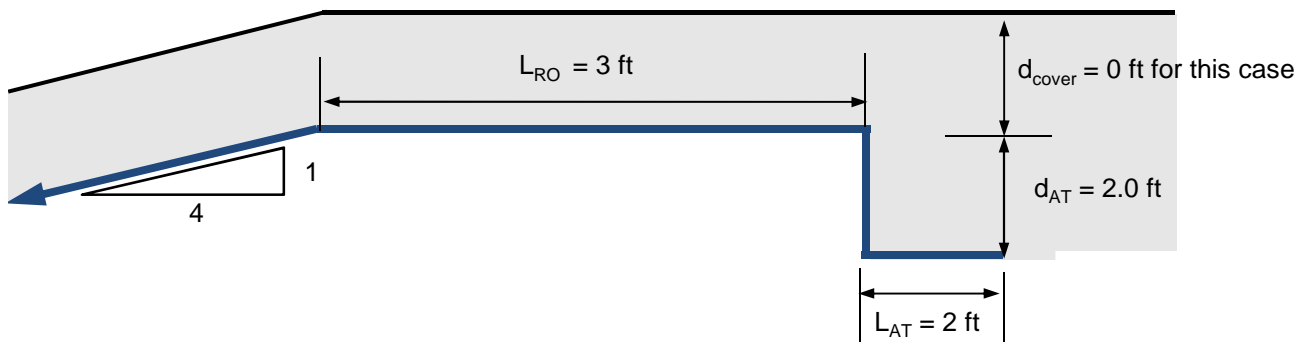 L_RO = 3 ft
d_cover = 0 ft for this case
1
4
d_AT = 2.0 ft
L_AT = 2 ft